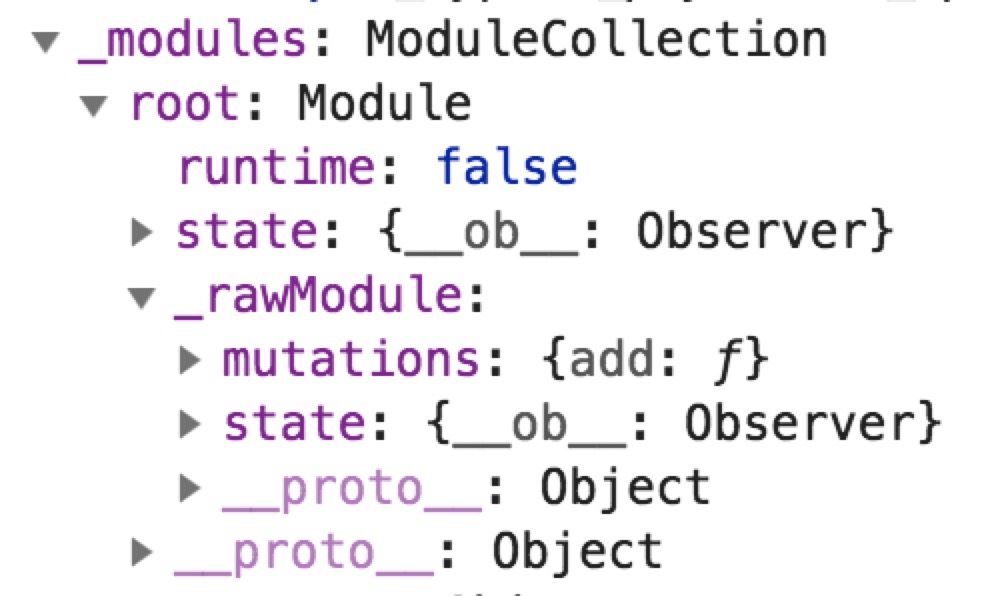 _modules: ModuleCollection
root: Module
runtime: false
state: {__ob__: Observer}
_rawModule:
mutations: {add: ƒ}
state: {__ob__: Observer}
__proto__: Object
__proto__: Object